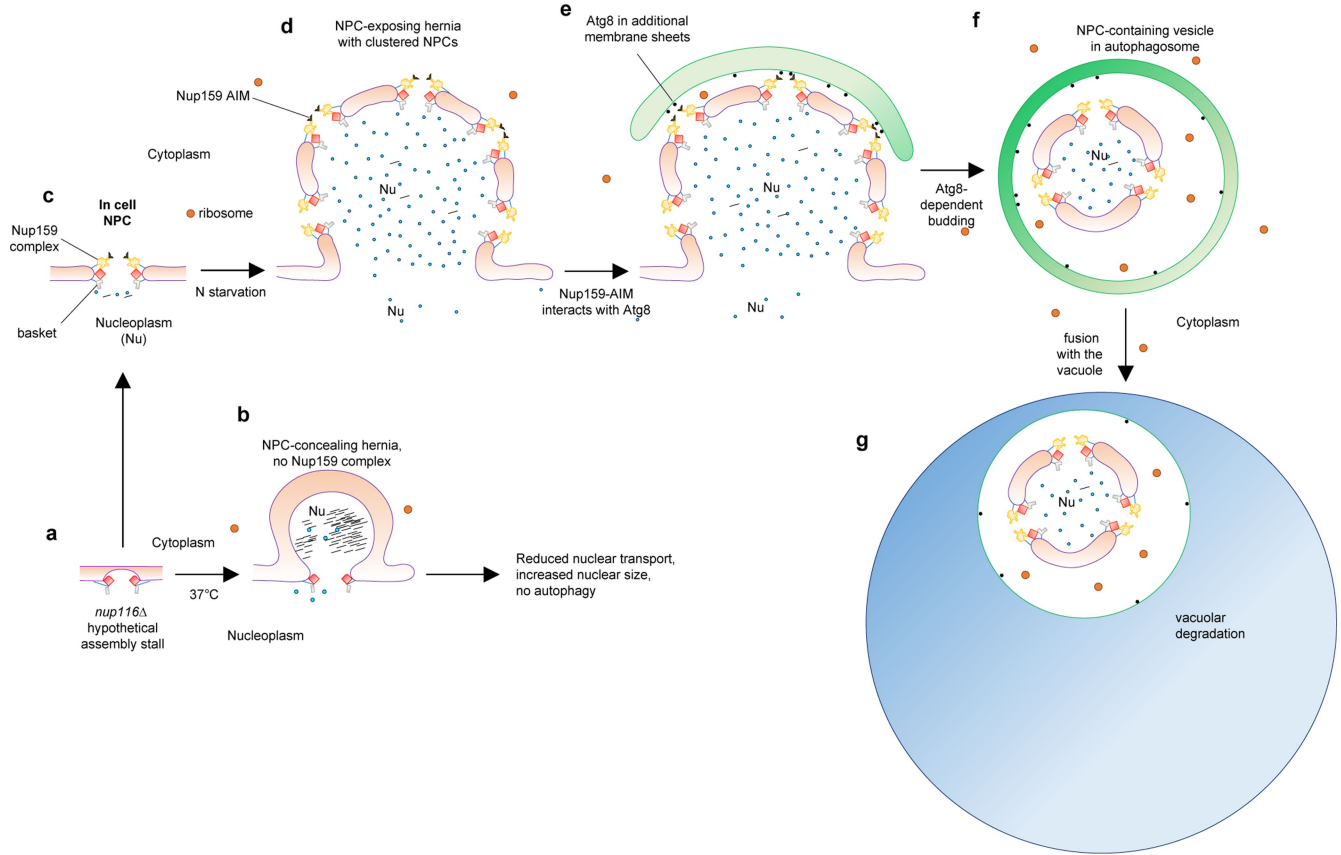 d
NPC-exposing hernia
with clustered NPCs
Nup159 AIM
Cytoplasm
Nu
Nu
e
Atg8 in additional
membrane sheets
Nu
Nu
f
NPC-containing vesicle
in autophagosome
Nu
Atg8-
dependent
budding
c
In cell
NPC
ribosome
Nup159
complex
basket
Nucleoplasm
(Nu)
N starvation
Nup159-AIM
interacts with Atg8
Cytoplasm
fusion
with the
vacuole
b
NPC-concealing hernia,
no Nup159 complex
Nu
a
Cytoplasm
37°C
nup116Δ
hypothetical
assembly stall
Nucleoplasm
Reduced nuclear transport,
increased nuclear size,
no autophagy
g
Nu
vacuolar
degradation